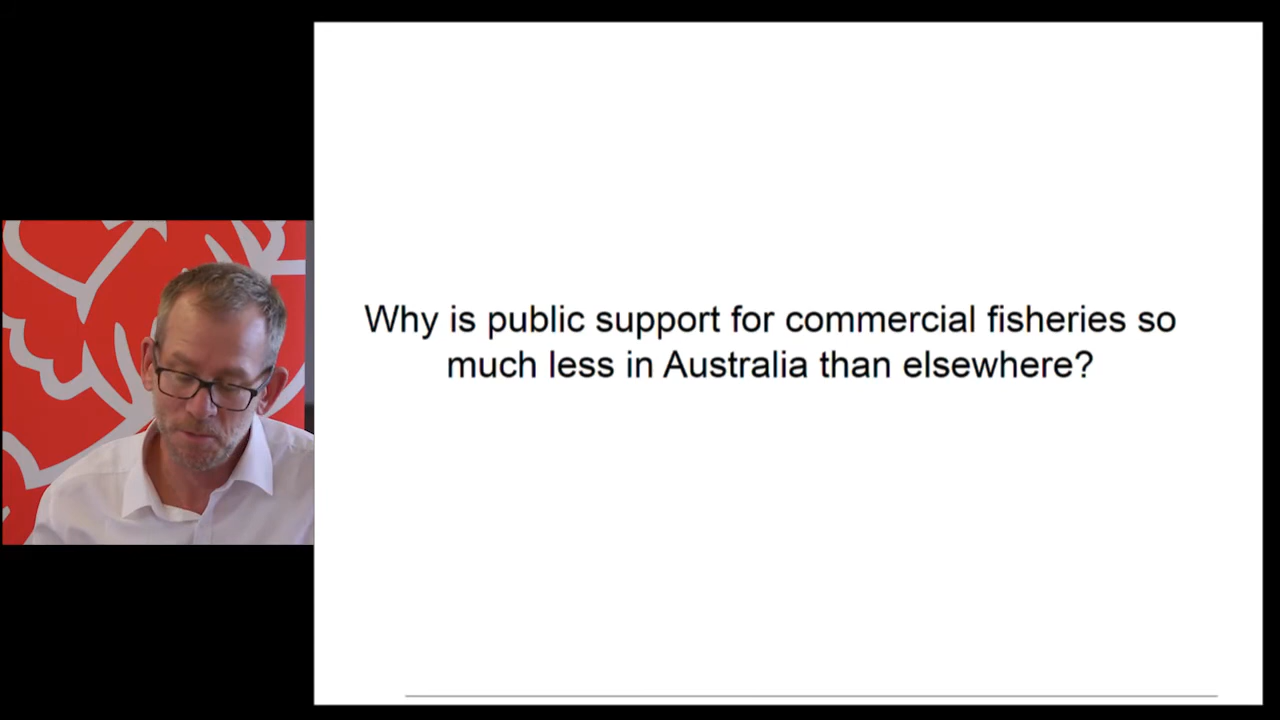 Why is public support for commercial fisheries so
much less in Australia than elsewhere?